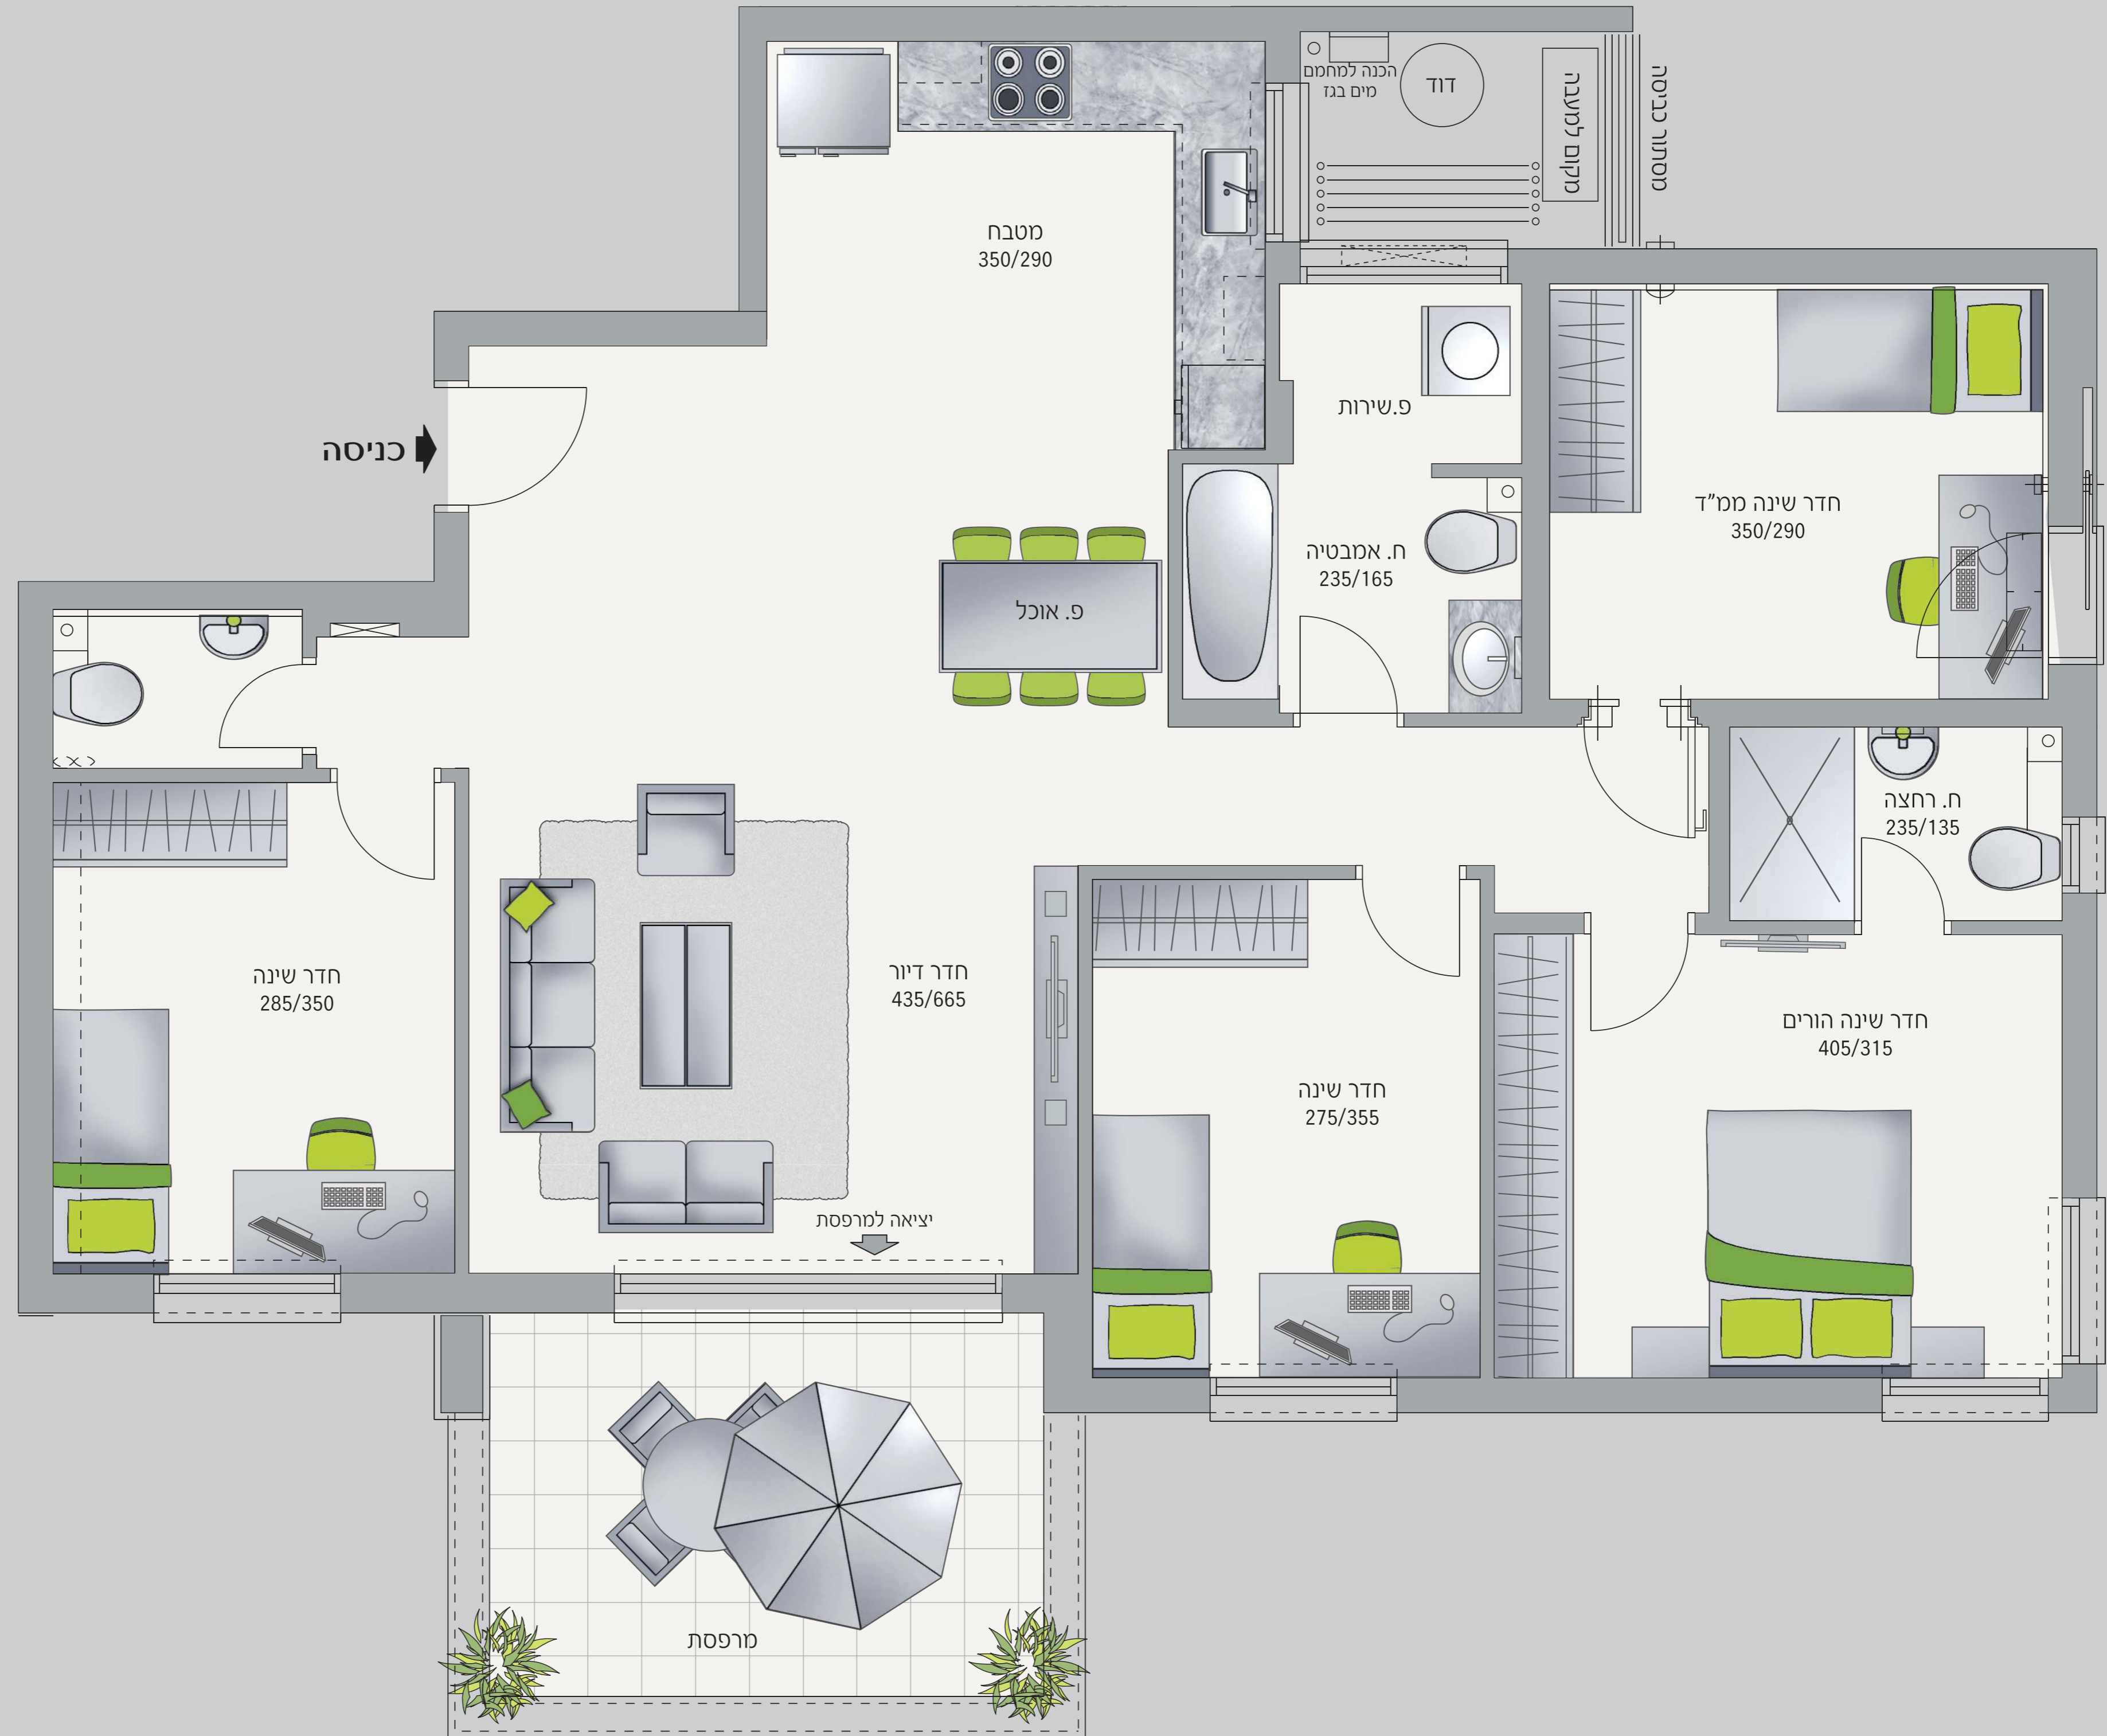 הכנה למחמם
מים בגז
דוד
מקום למעבה
מסתור כביסה
מטבח
350/290
פ.שירות
כניסה
חדר שינה ממ"ד
350/290
ח. אמבטיה
235/165
פ. אוכל
ח. רחצה
235/135
חדר שינה
285/350
חדר דיור
435/665
חדר שינה הורים
405/315
חדר שינה
275/355
יציאה למרפסת
מרפסת